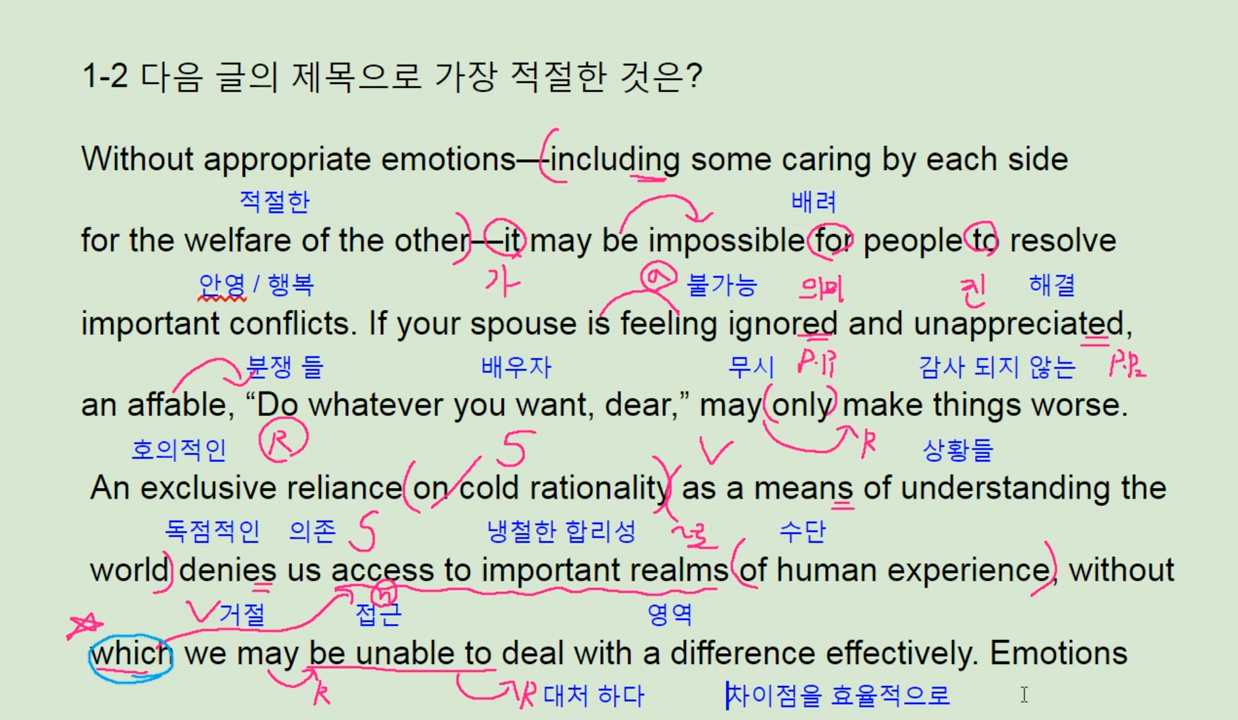 1-2 다음 글의 제목으로 가장 적절한 것은?
Without appropriate emotions—including some caring by each side
적절한 배려
for the welfare of the other—it may be impossible for people to resolve
안영 / 행복 가 ⓐ 불가능 의미 진 해결
important conflicts. If your spouse is feeling ignored and unappreciated,
분쟁 들 배우자 무시 P.P 감사 되지 않는 P.P₂
an affable, “Do whatever you want, dear,” may only make things worse.
호의적인 R S V R 상황들
An exclusive reliance on cold rationality as a means of understanding the
독점적인 의존 S 냉철한 합리성 ~로 수단
world denies us access to important realms of human experience, without
V 거절 n 접근 영역
which we may be unable to deal with a difference effectively. Emotions
R R 대처 하다 차이점을 효율적으로